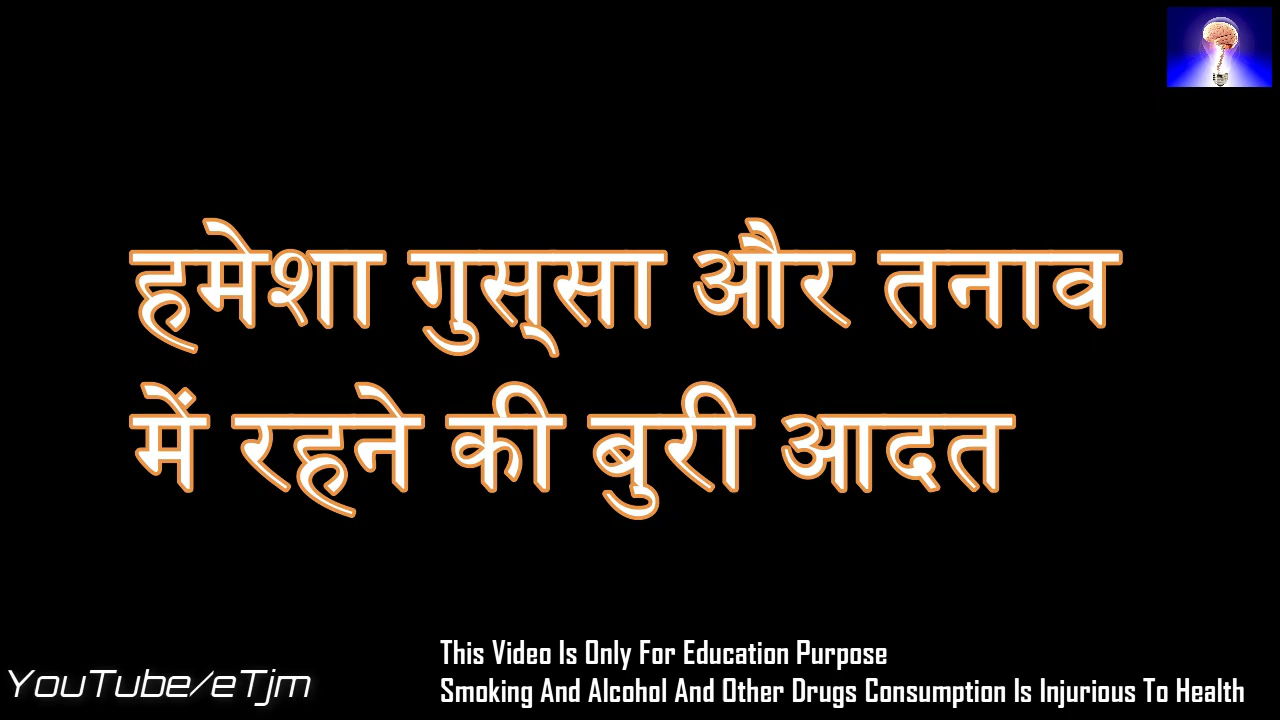 हमेशा गुस्‌सा और तनाव
में रहने की बुरी आदत
This Video Is Only For Education Purpose
YouTube/eTjm
Smoking And Alcohol And Other Drugs Consumption Is Injurious To Health